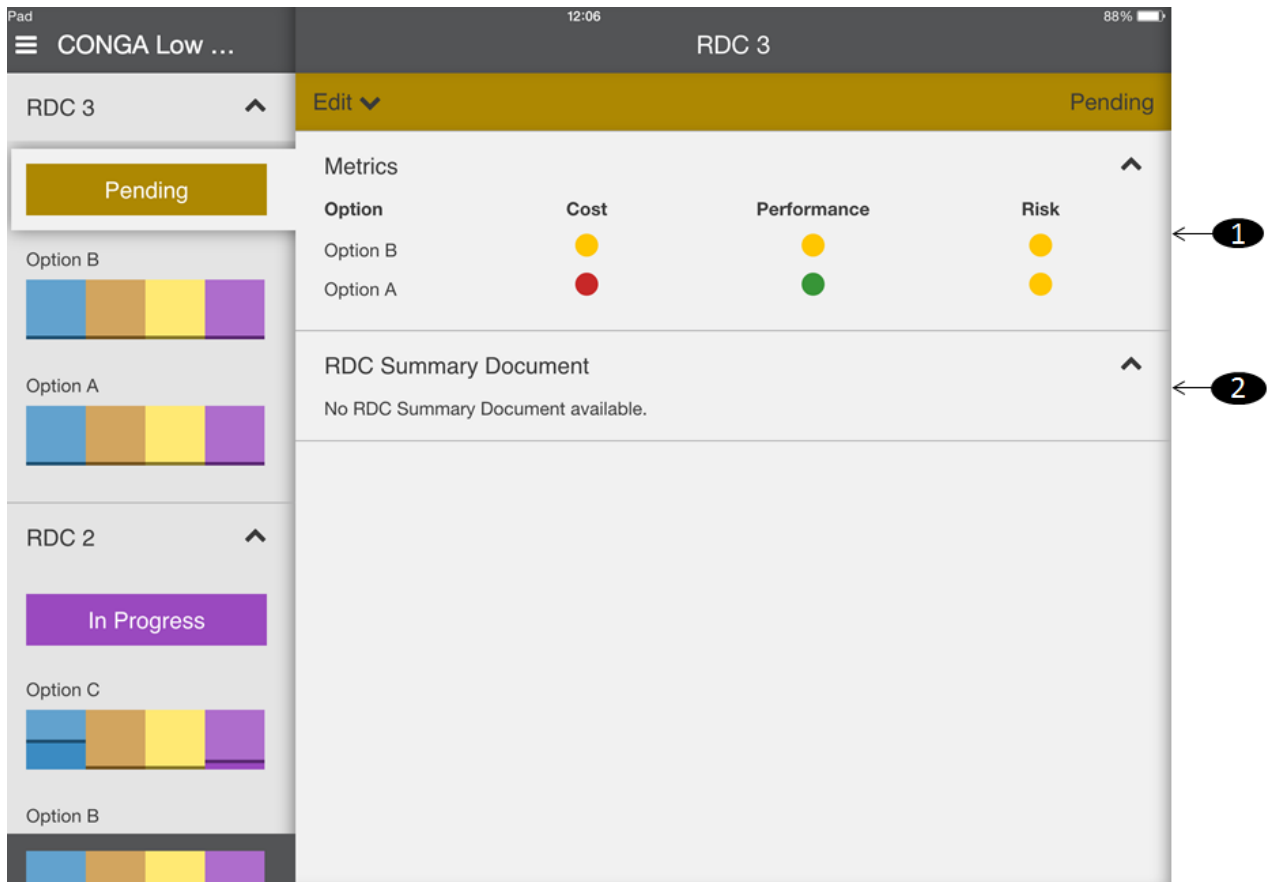 Pad 12:06 88%
CONGA Low ...
RDC 3
RDC 3
Pending
Option B
Option A
RDC 2
In Progress
Option C
Option B
Edit Pending
Metrics
Option Cost Performance Risk
Option B
Option A
1
RDC Summary Document
No RDC Summary Document available.
2